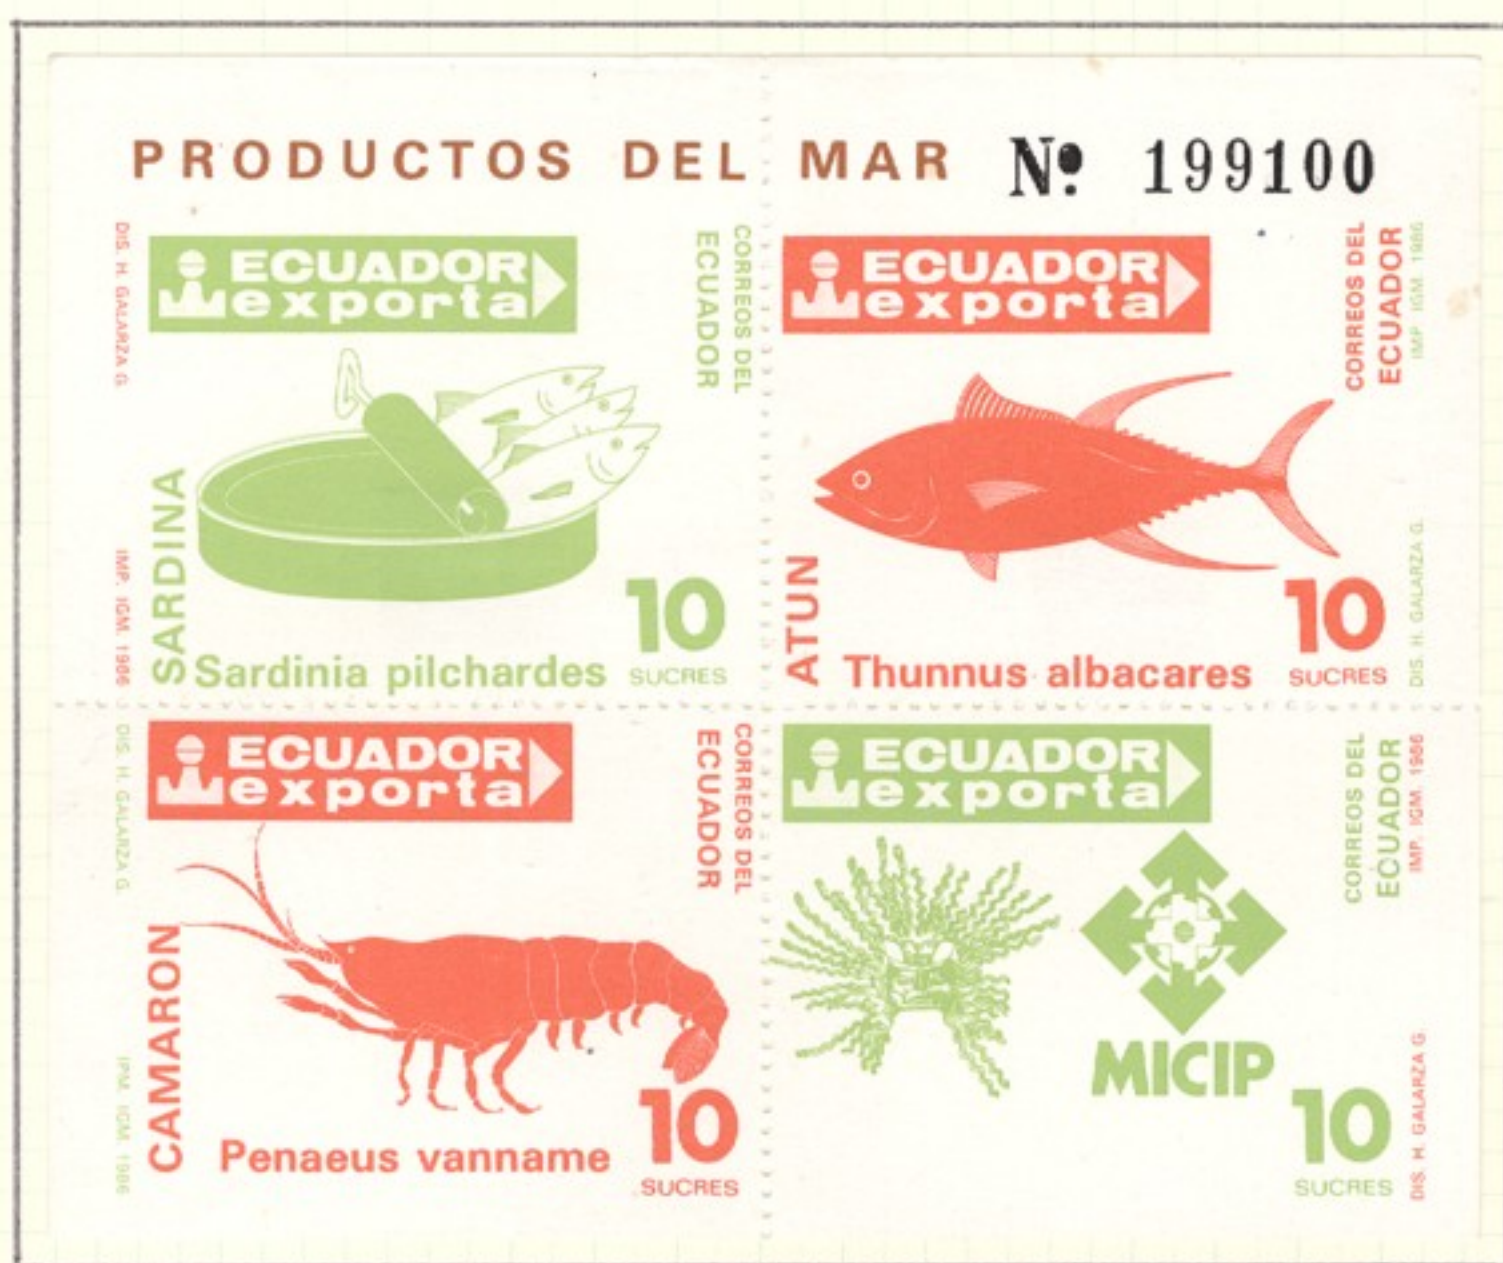 PRODUCTOS DEL MAR Nº 199100
DIS. H. GALARZA G.
IMP. IGM. 1986
ECUADOR
exporta
CORREOS DEL
ECUADOR
SARDINA
Sardinia pilchardes
10
SUCRES
ECUADOR
exporta
CORREOS DEL
ECUADOR
IMP IGM 1986
DIS. H. GALARZA G.
ATUN
Thunnus albacares
10
SUCRES
DIS. H. GALARZA G.
IPM. IGM. 1986
ECUADOR
exporta
CORREOS DEL
ECUADOR
CAMARON
Penaeus vanname
10
SUCRES
ECUADOR
exporta
CORREOS DEL
ECUADOR
IMP. IGM. 1986
DIS. H. GALARZA G
MICIP
10
SUCRES